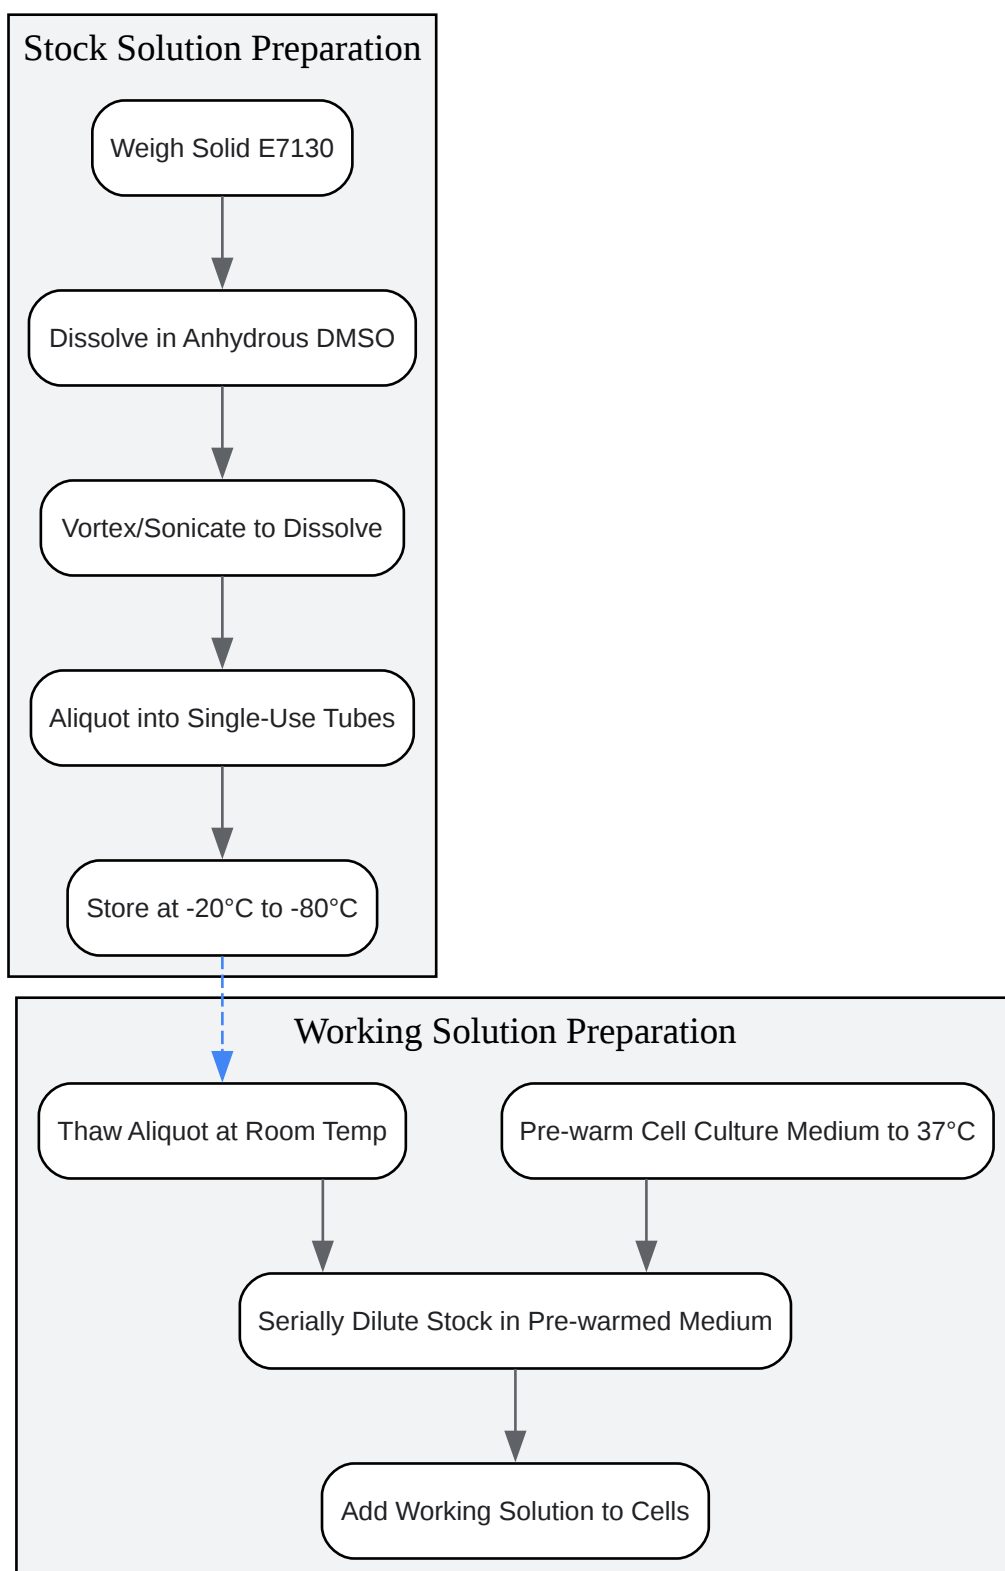 Stock Solution Preparation
Weigh Solid E7130
Dissolve in Anhydrous DMSO
Vortex/Sonicate to Dissolve
Aliquot into Single-Use Tubes
Store at -20°C to -80°C
Working Solution Preparation
Thaw Aliquot at Room Temp
Pre-warm Cell Culture Medium to 37°C
Serially Dilute Stock in Pre-warmed Medium
Add Working Solution to Cells